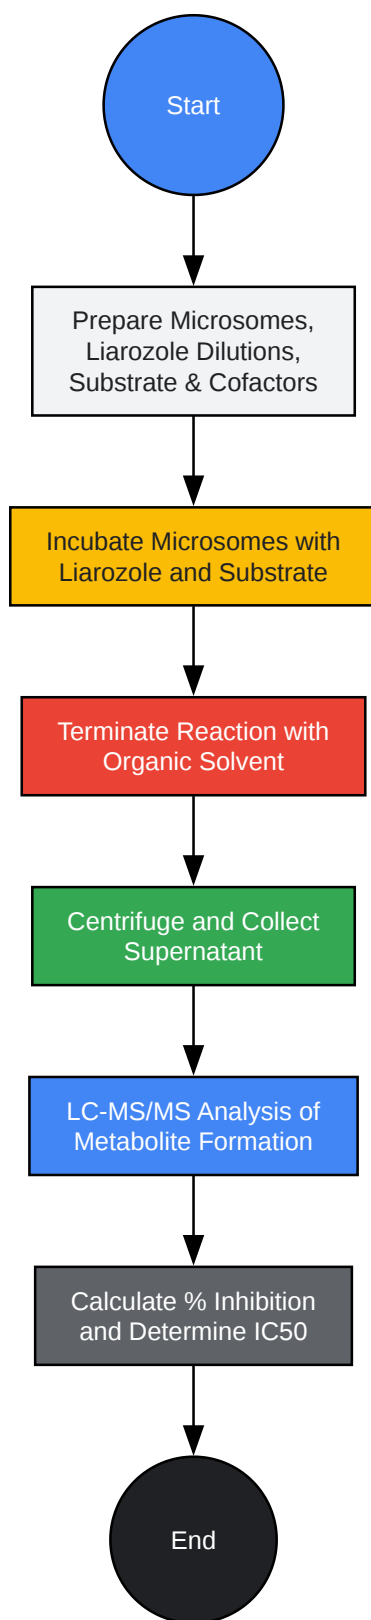 Start
Prepare Microsomes,
Liarozole Dilutions,
Substrate & Cofactors
Incubate Microsomes with
Liarozole and Substrate
Terminate Reaction with
Organic Solvent
Centrifuge and Collect
Supernatant
LC-MS/MS Analysis of
Metabolite Formation
Calculate % Inhibition
and Determine IC50
End